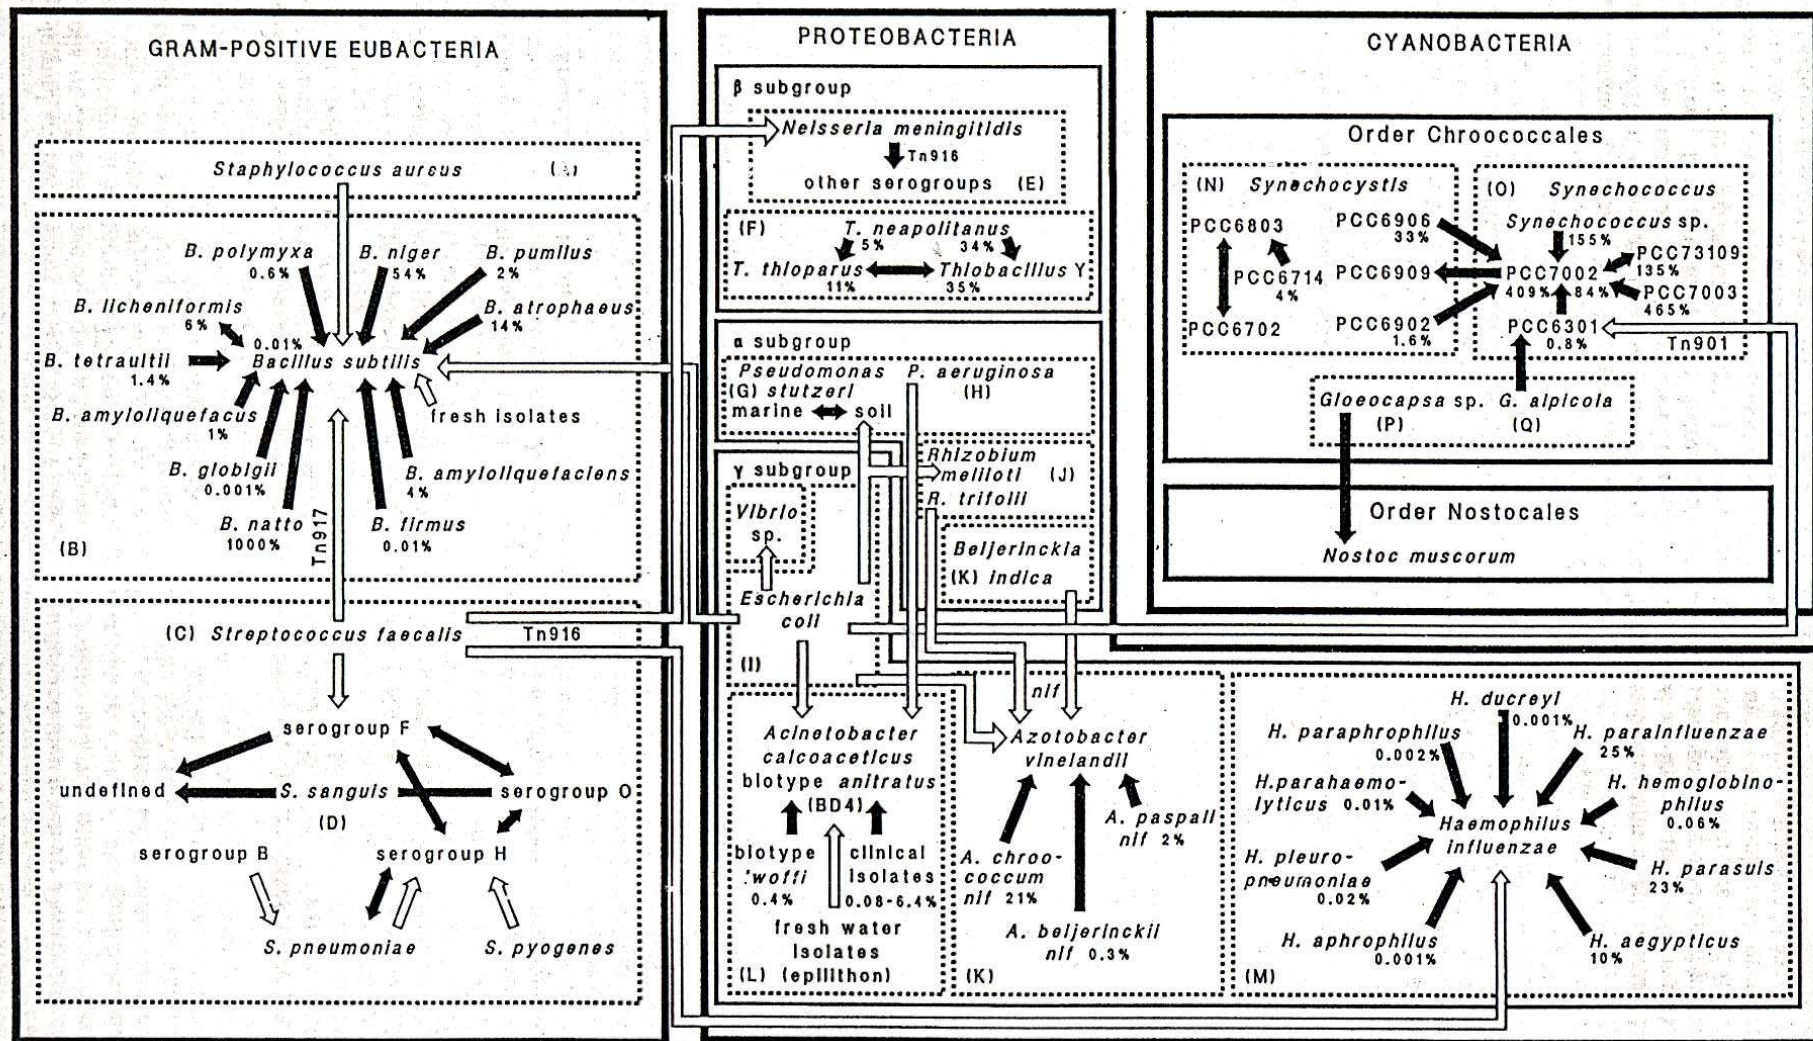 GRAM-POSITIVE EUBACTERIA
Staphylococcus aureus
B. polymyxa
0.6%
B. niger
54%
B. pumilus
2%
B. licheniformis
6%
B. atrophaeus
14%
0.01%
B. tetraultii
1.4%
Bacillus subtilis
B. amyloliquefacus
1%
fresh isolates
B. globigii
0.001%
B. amyloliquefaciens
4%
B. natto
1000%
B. firmus
0.01%
Tn917
(B)
(C) Streptococcus faecalis
Tn916
serogroup F
undefined
S. sanguis
serogroup O
(D)
serogroup B
serogroup H
S. pneumoniae
S. pyogenes
PROTEOBACTERIA
β subgroup
Neisseria meningitidis
Tn916
other serogroups (E)
(F)
T. neapolitanus
5%
34%
T. thioparus
11%
Thiobacillus Y
35%
α subgroup
Pseudomonas
(G) stutzeri
marine
soil
P. aeruginosa
(H)
Rhizobium
meliloti (J)
R. trifolii
Beijerinckia
(K) indica
γ subgroup
Vibrio
sp.
Escherichia
coli
(I)
Acinetobacter
calcoaceticus
biotype anitratus
(BD4)
biotype
woffi
0.4%
clinical
isolates
0.08-6.4%
fresh water
isolates
(L) (epilithon)
nif
Azotobacter
vinelandii
A. paspali
nif 2%
A. chroo-
coccum
nif 21%
A. beijerinckii
nif 0.3%
(K)
H. ducreyi
0.001%
H. paraphrophilus
0.002%
H. parainfluenzae
25%
H.parahaemo-
lyticus 0.01%
H. hemoglobino-
philus
0.06%
Haemophilus
influenzae
H. pleuro-
pneumoniae
0.02%
H. parasuis
23%
H. aphrophilus
0.001%
H. aegypticus
10%
(M)
CYANOBACTERIA
Order Chroococcales
(N) Synechocystis
PCC6803
PCC6906
33%
PCC6714
4%
PCC6909
PCC6702
PCC6902
1.6%
(O) Synechococcus
Synechococcus sp.
155%
PCC73109
135%
PCC7002
409%
84%
PCC7003
465%
PCC6301
0.8%
Tn901
Gloeocapsa sp.
(P)
G. alpicola
(Q)
Order Nostocales
Nostoc muscorum